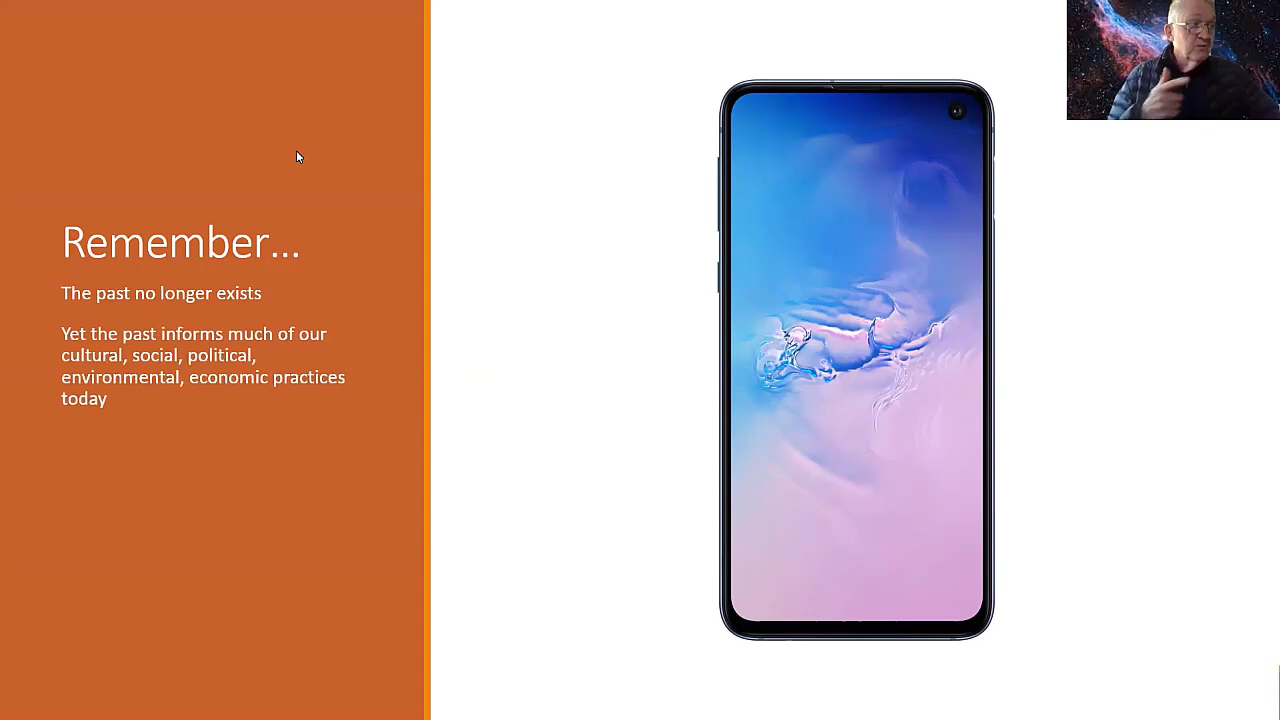 Remember...
The past no longer exists
Yet the past informs much of our
cultural, social, political,
environmental, economic practices
today